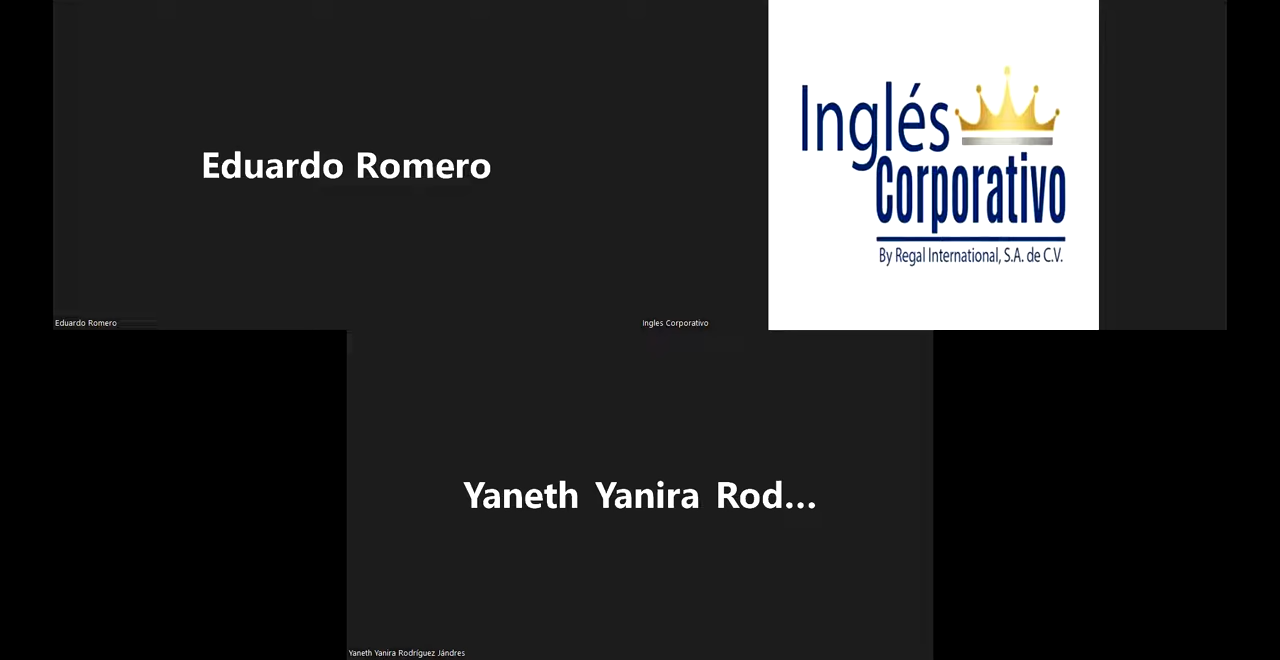 Eduardo Romero
Inglés
Corporativo
By Regal International, S.A. de C.V.
Eduardo Romero
Ingles Corporativo
Yaneth Yanira Rod...
Yaneth Yanira Rodríguez Jándres